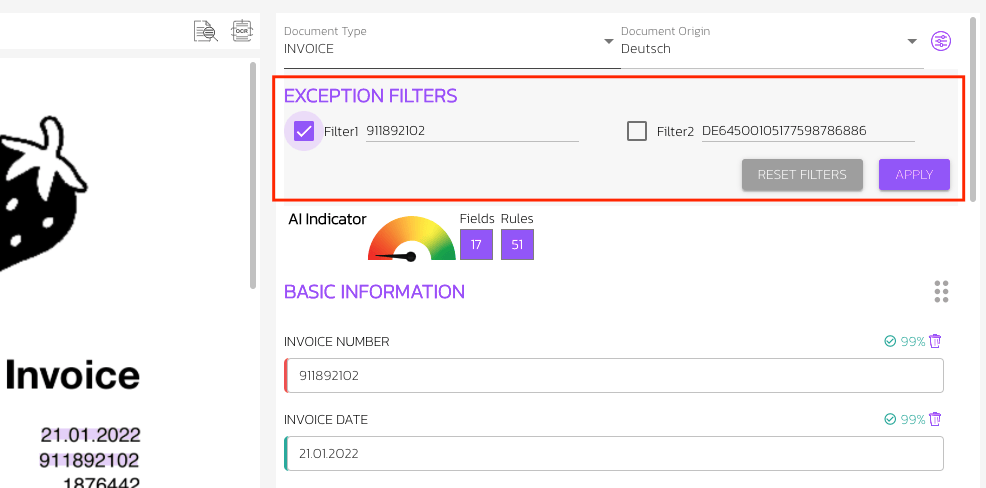 OCR
Document Type
INVOICE
Document Origin
Deutsch
EXCEPTION FILTERS
Filter1 911892102
Filter2 DE64500105177598786886
RESET FILTERS
APPLY
AI Indicator
Fields
17
Rules
51
BASIC INFORMATION
INVOICE NUMBER
99%
911892102
INVOICE DATE
99%
21.01.2022
Invoice
21.01.2022
911892102
1876442